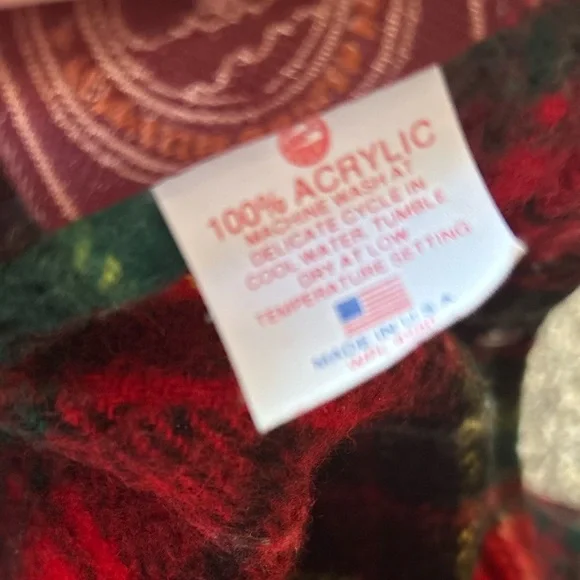 100% ACRYLIC
MACHINE WASH AT
DELICATE CYCLE IN
COOL WATER, TUMBLE
DRY AT LOW
TEMPERATURE SETTING
MADE IN U.S.A.